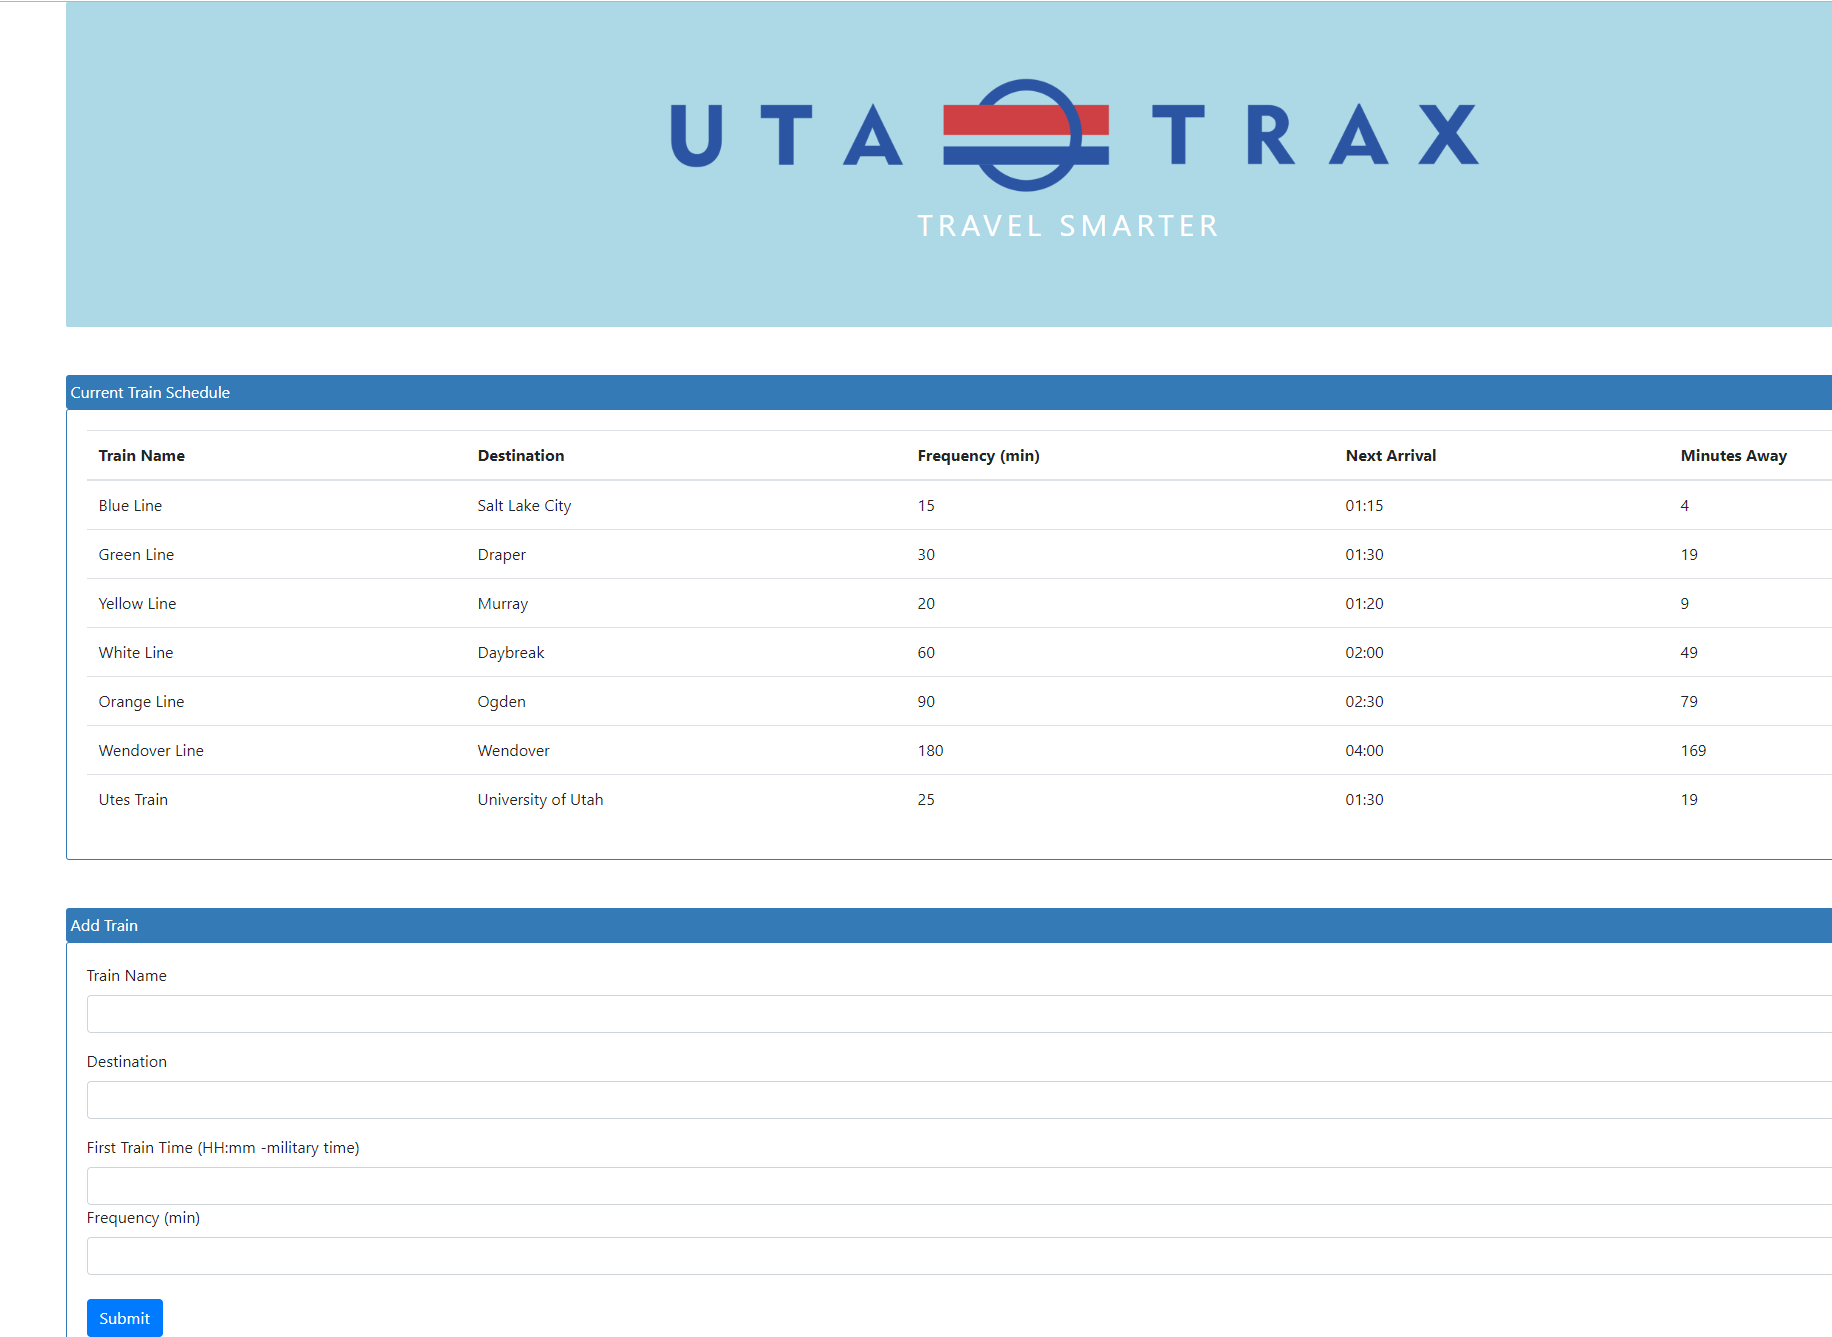 UTA TRAX
TRAVEL SMARTER
Current Train Schedule
Train Name Destination Frequency (min) Next Arrival Minutes Away
Blue Line Salt Lake City 15 01:15 4
Green Line Draper 30 01:30 19
Yellow Line Murray 20 01:20 9
White Line Daybreak 60 02:00 49
Orange Line Ogden 90 02:30 79
Wendover Line Wendover 180 04:00 169
Utes Train University of Utah 25 01:30 19
Add Train
Train Name
Destination
First Train Time (HH:mm -military time)
Frequency (min)
Submit